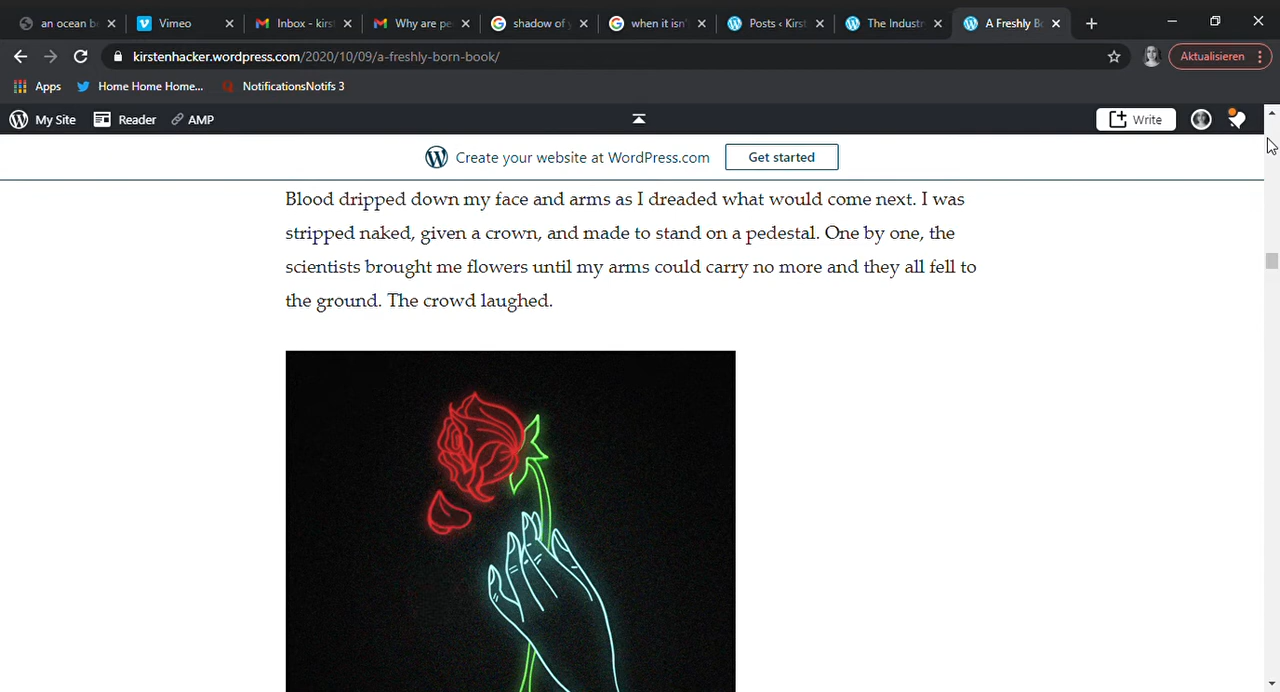 an ocean b
Vimeo
Inbox - kirs
Why are pe
shadow of
when it isn'
Posts ‹ Kirst
The Industr
A Freshly Bo
kirstenhacker.wordpress.com/2020/10/09/a-freshly-born-book/
Aktualisieren
Apps
Home Home Home...
NotificationsNotifs 3
My Site
Reader
AMP
Write
Create your website at WordPress.com
Get started
Blood dripped down my face and arms as I dreaded what would come next. I was
stripped naked, given a crown, and made to stand on a pedestal. One by one, the
scientists brought me flowers until my arms could carry no more and they all fell to
the ground. The crowd laughed.